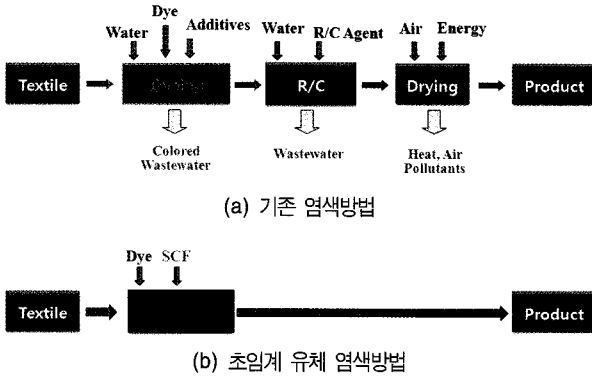 Dye
Water Additives Water R/C Agent Air Energy
Textile R/C Drying Product
Colored
Wastewater
Wastewater
Heat, Air
Pollutants
(a) 기존 염색방법
Dye SCF
Textile Product
(b) 초임계 유체 염색방법